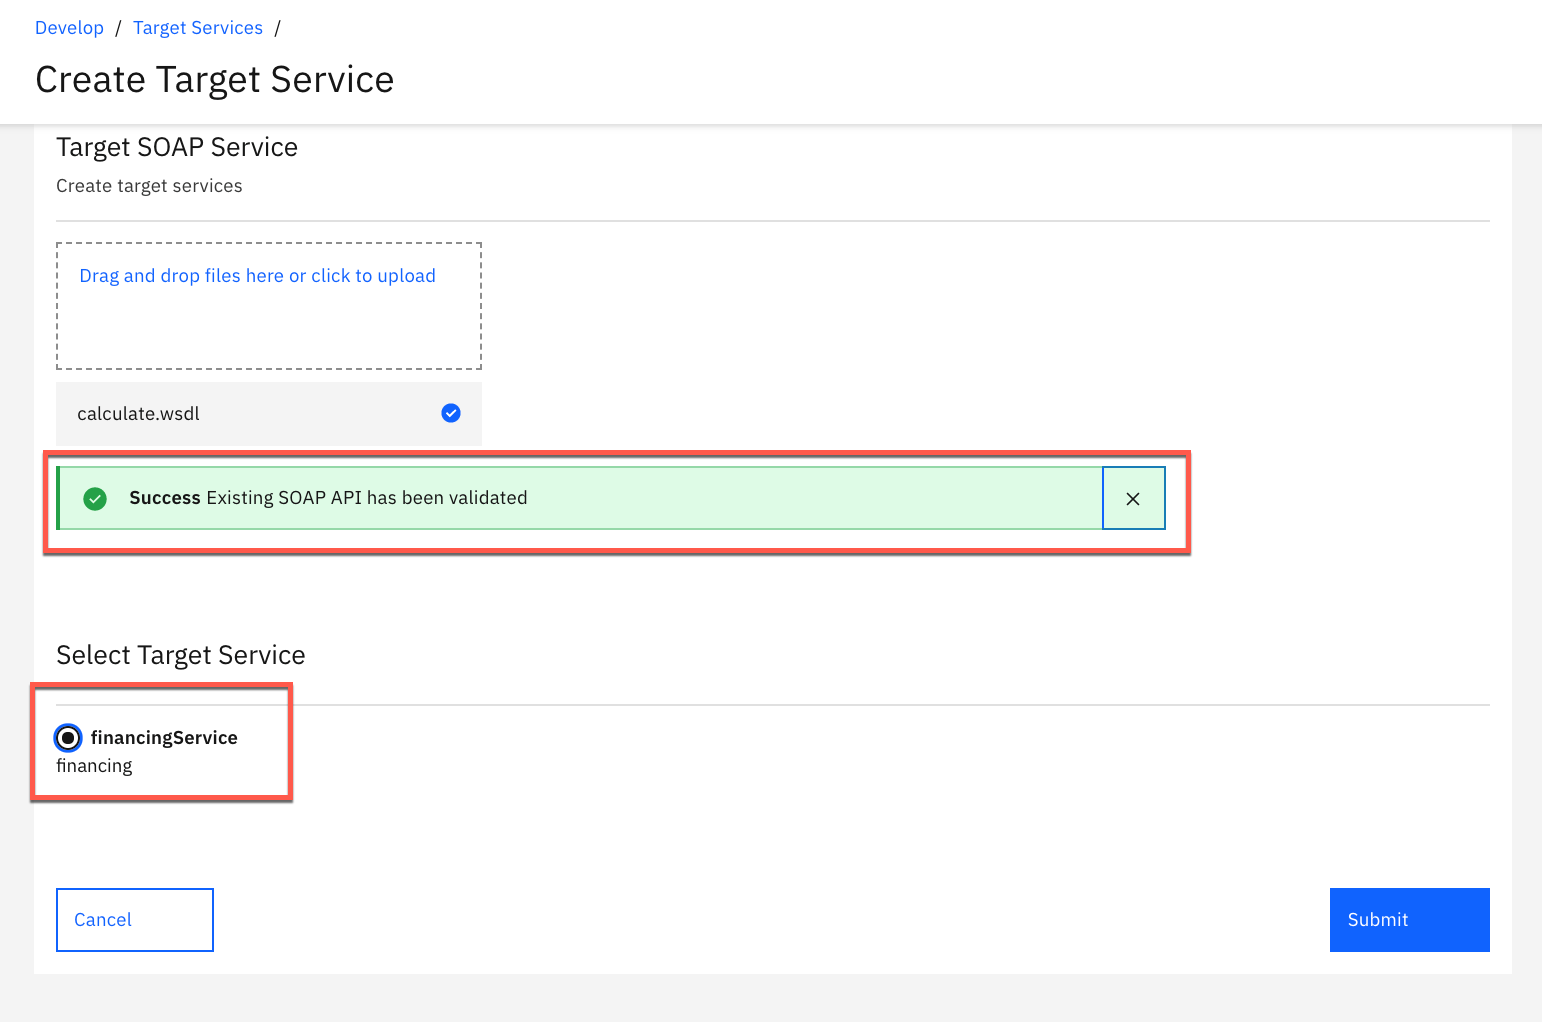 Develop / Target Services /
Create Target Service
Target SOAP Service
Create target services
Drag and drop files here or click to upload
calculate.wsdl
Success Existing SOAP API has been validated
Select Target Service
financingService
financing
Cancel
Submit